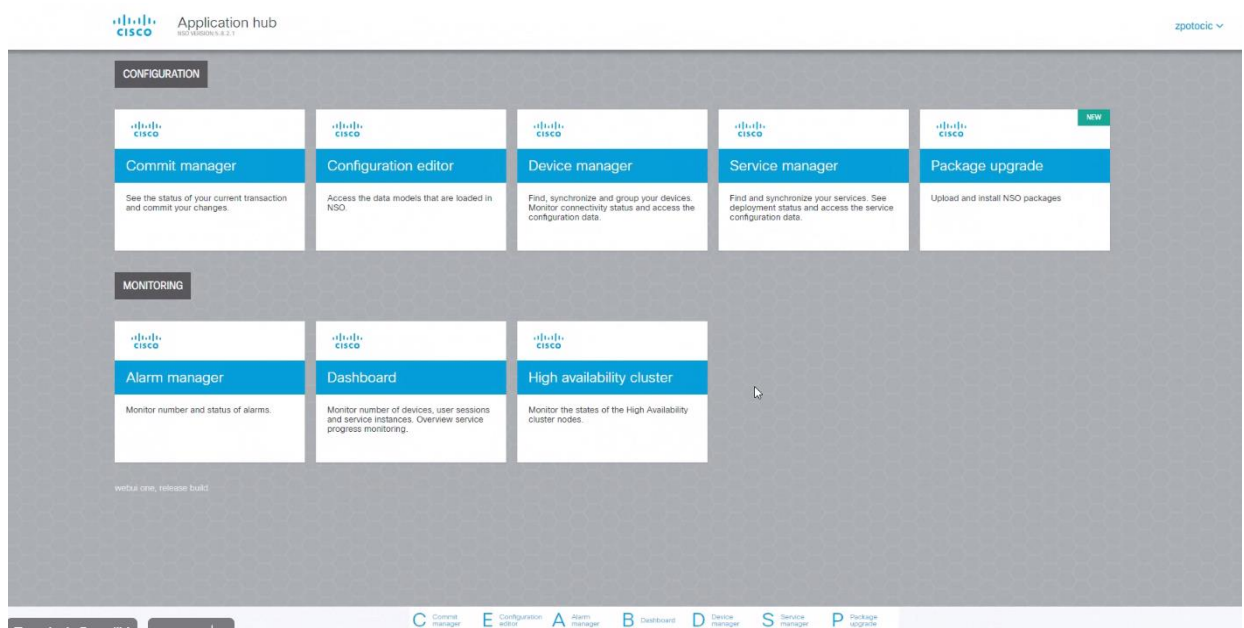 CISCO
Application hub
NSO VERSION 5.8.2.1
zpotocic
CONFIGURATION
CISCO
Commit manager
See the status of your current transaction
and commit your changes.
CISCO
Configuration editor
Access the data models that are loaded in
NSO.
CISCO
Device manager
Find, synchronize and group your devices.
Monitor connectivity status and access the
configuration data.
CISCO
Service manager
Find and synchronize your services. See
deployment status and access the service
configuration data.
NEW
CISCO
Package upgrade
Upload and install NSO packages
MONITORING
CISCO
Alarm manager
Monitor number and status of alarms.
CISCO
Dashboard
Monitor number of devices, user sessions
and service instances. Overview service
progress monitoring.
CISCO
High availability cluster
Monitor the states of the High Availability
cluster nodes.
webui one, release build
C Commit manager
E Configuration editor
A Alarm manager
B Dashboard
D Device manager
S Service manager
P Package upgrade